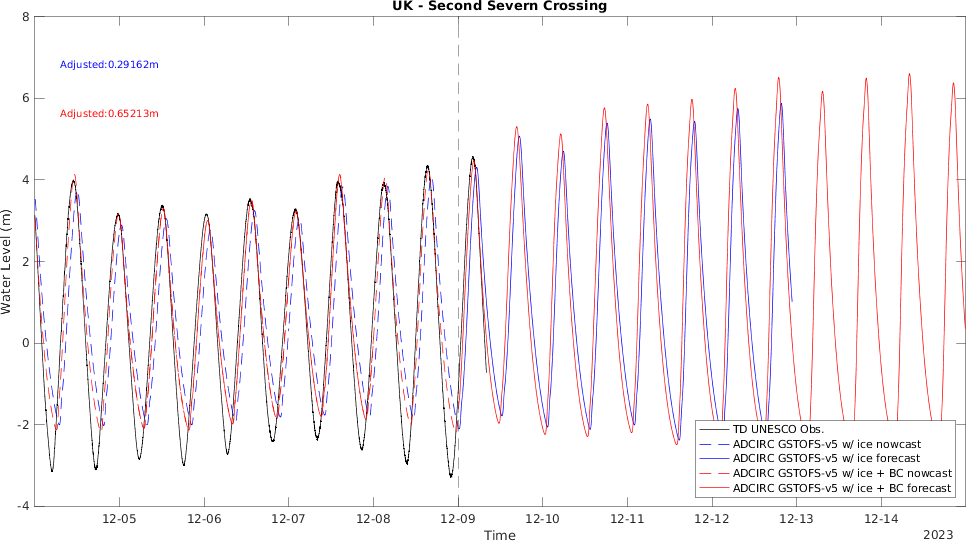 UK - Second Severn Crossing
8
6
4
2
0
-2
-4
Water Level (m)
Adjusted:0.29162m
Adjusted:0.65213m
TD UNESCO Obs.
ADCIRC GSTOFS-v5 w/ ice nowcast
ADCIRC GSTOFS-v5 w/ ice forecast
ADCIRC GSTOFS-v5 w/ ice + BC nowcast
ADCIRC GSTOFS-v5 w/ ice + BC forecast
12-05 12-06 12-07 12-08 12-09 12-10 12-11 12-12 12-13 12-14
Time
2023